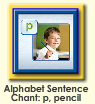 p
Alphabet Sentence
Chant: p, pencil